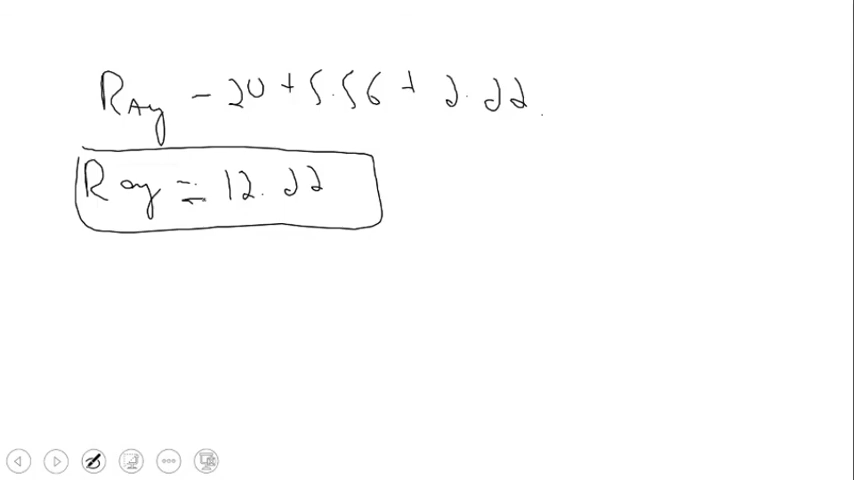 RAy - 20 + 5.56 + 2.22.
Ray = 12.22